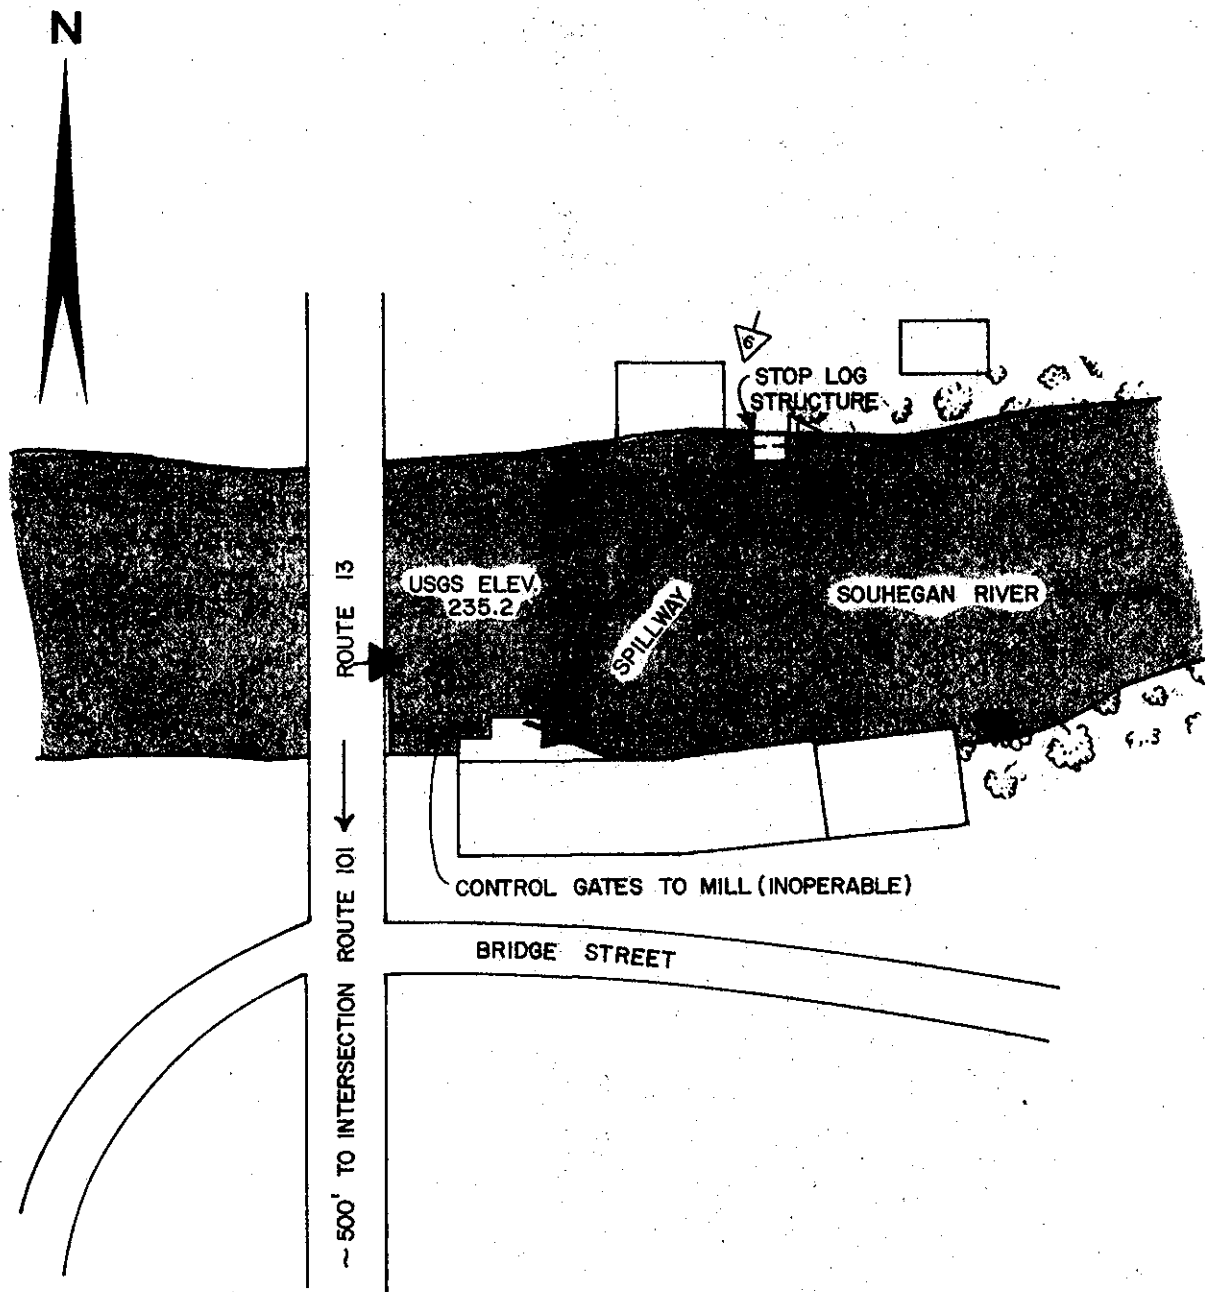 N
6
STOP LOG
STRUCTURE
ROUTE 13
USGS ELEV.
235.2
SPILLWAY
SOUHEGAN RIVER
CONTROL GATES TO MILL (INOPERABLE)
BRIDGE STREET
~500' TO INTERSECTION ROUTE 101